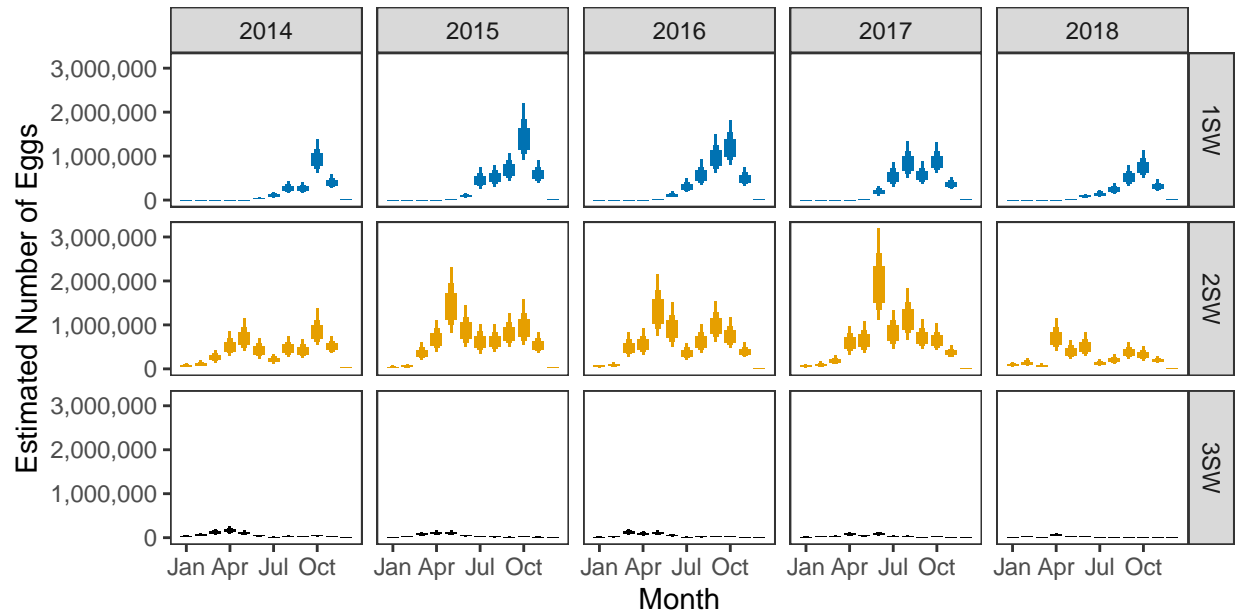 2014 2015 2016 2017 2018
Estimated Number of Eggs
3,000,000
2,000,000
1,000,000
0
1SW
3,000,000
2,000,000
1,000,000
0
2SW
3,000,000
2,000,000
1,000,000
0
3SW
Jan Apr Jul Oct Jan Apr Jul Oct Jan Apr Jul Oct Jan Apr Jul Oct Jan Apr Jul Oct
Month